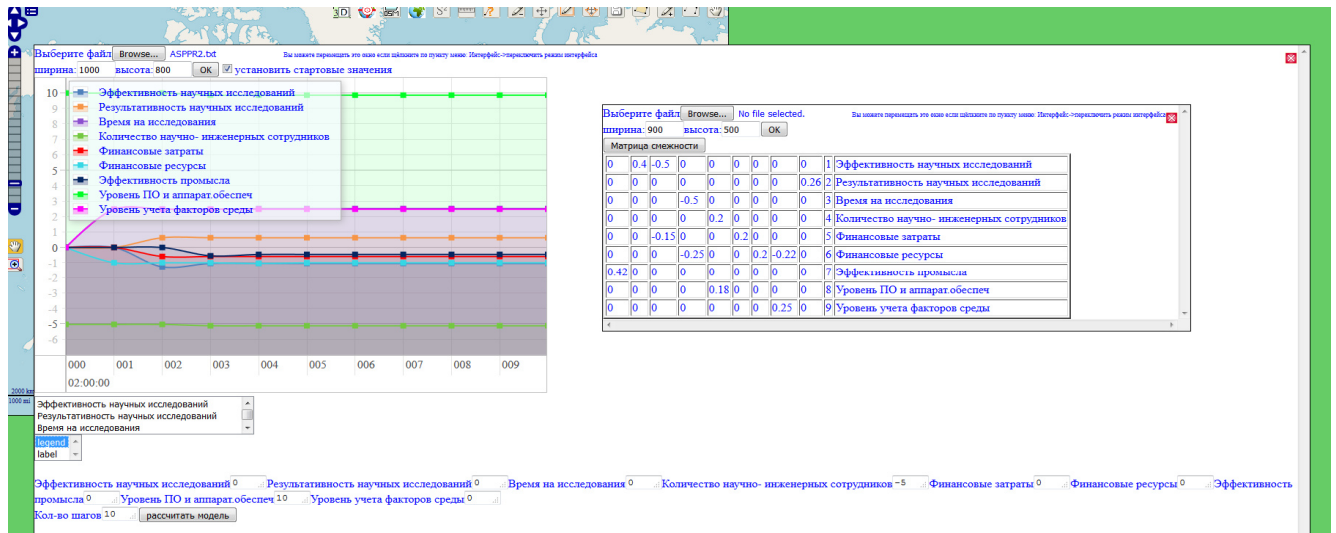 3D
Выберите файл Browse... ASPPR2.txt Вы можете перемещать это окно если щёлкните по пункту меню: Интерфейс->переключить режим интерфейса
ширина: 1000 высота: 800 OK установить стартовые значения
10
9
8
7
6
5
4
3
2
1
0
-1
-2
-3
-4
-5
-6
Эффективность научных исследований
Результативность научных исследований
Время на исследования
Количество научно- инженерных сотрудников
Финансовые затраты
Финансовые ресурсы
Эффективность промысла
Уровень ПО и аппарат.обеспеч
Уровень учета факторов среды
000 001 002 003 004 005 006 007 008 009
02:00:00
2000 km
1000 mi
Эффективность научных исследований
Результативность научных исследований
Время на исследования
legend
label
Выберите файл Browse... No file selected. Вы можете перемещать это окно если щёлкните по пункту меню: Интерфейс->переключить режим интерфейса
ширина: 900 высота: 500 OK
Матрица смежности
0 0.4 -0.5 0 0 0 0 0 0 1 Эффективность научных исследований
0 0 0 0 0 0 0 0 0.26 2 Результативность научных исследований
0 0 0 -0.5 0 0 0 0 0 3 Время на исследования
0 0 0 0 0.2 0 0 0 0 4 Количество научно- инженерных сотрудников
0 0 -0.15 0 0 0.2 0 0 0 5 Финансовые затраты
0 0 0 -0.25 0 0 0.2 -0.22 0 6 Финансовые ресурсы
0.42 0 0 0 0 0 0 0 0 7 Эффективность промысла
0 0 0 0 0.18 0 0 0 0 8 Уровень ПО и аппарат.обеспеч
0 0 0 0 0 0 0 0.25 0 9 Уровень учета факторов среды
Эффективность научных исследований 0 Результативность научных исследований 0 Время на исследования 0 Количество научно- инженерных сотрудников -5 Финансовые затраты 0 Финансовые ресурсы 0 Эффективность
промысла 0 Уровень ПО и аппарат.обеспеч 10 Уровень учета факторов среды 0
Кол-во шагов 10 рассчитать модель